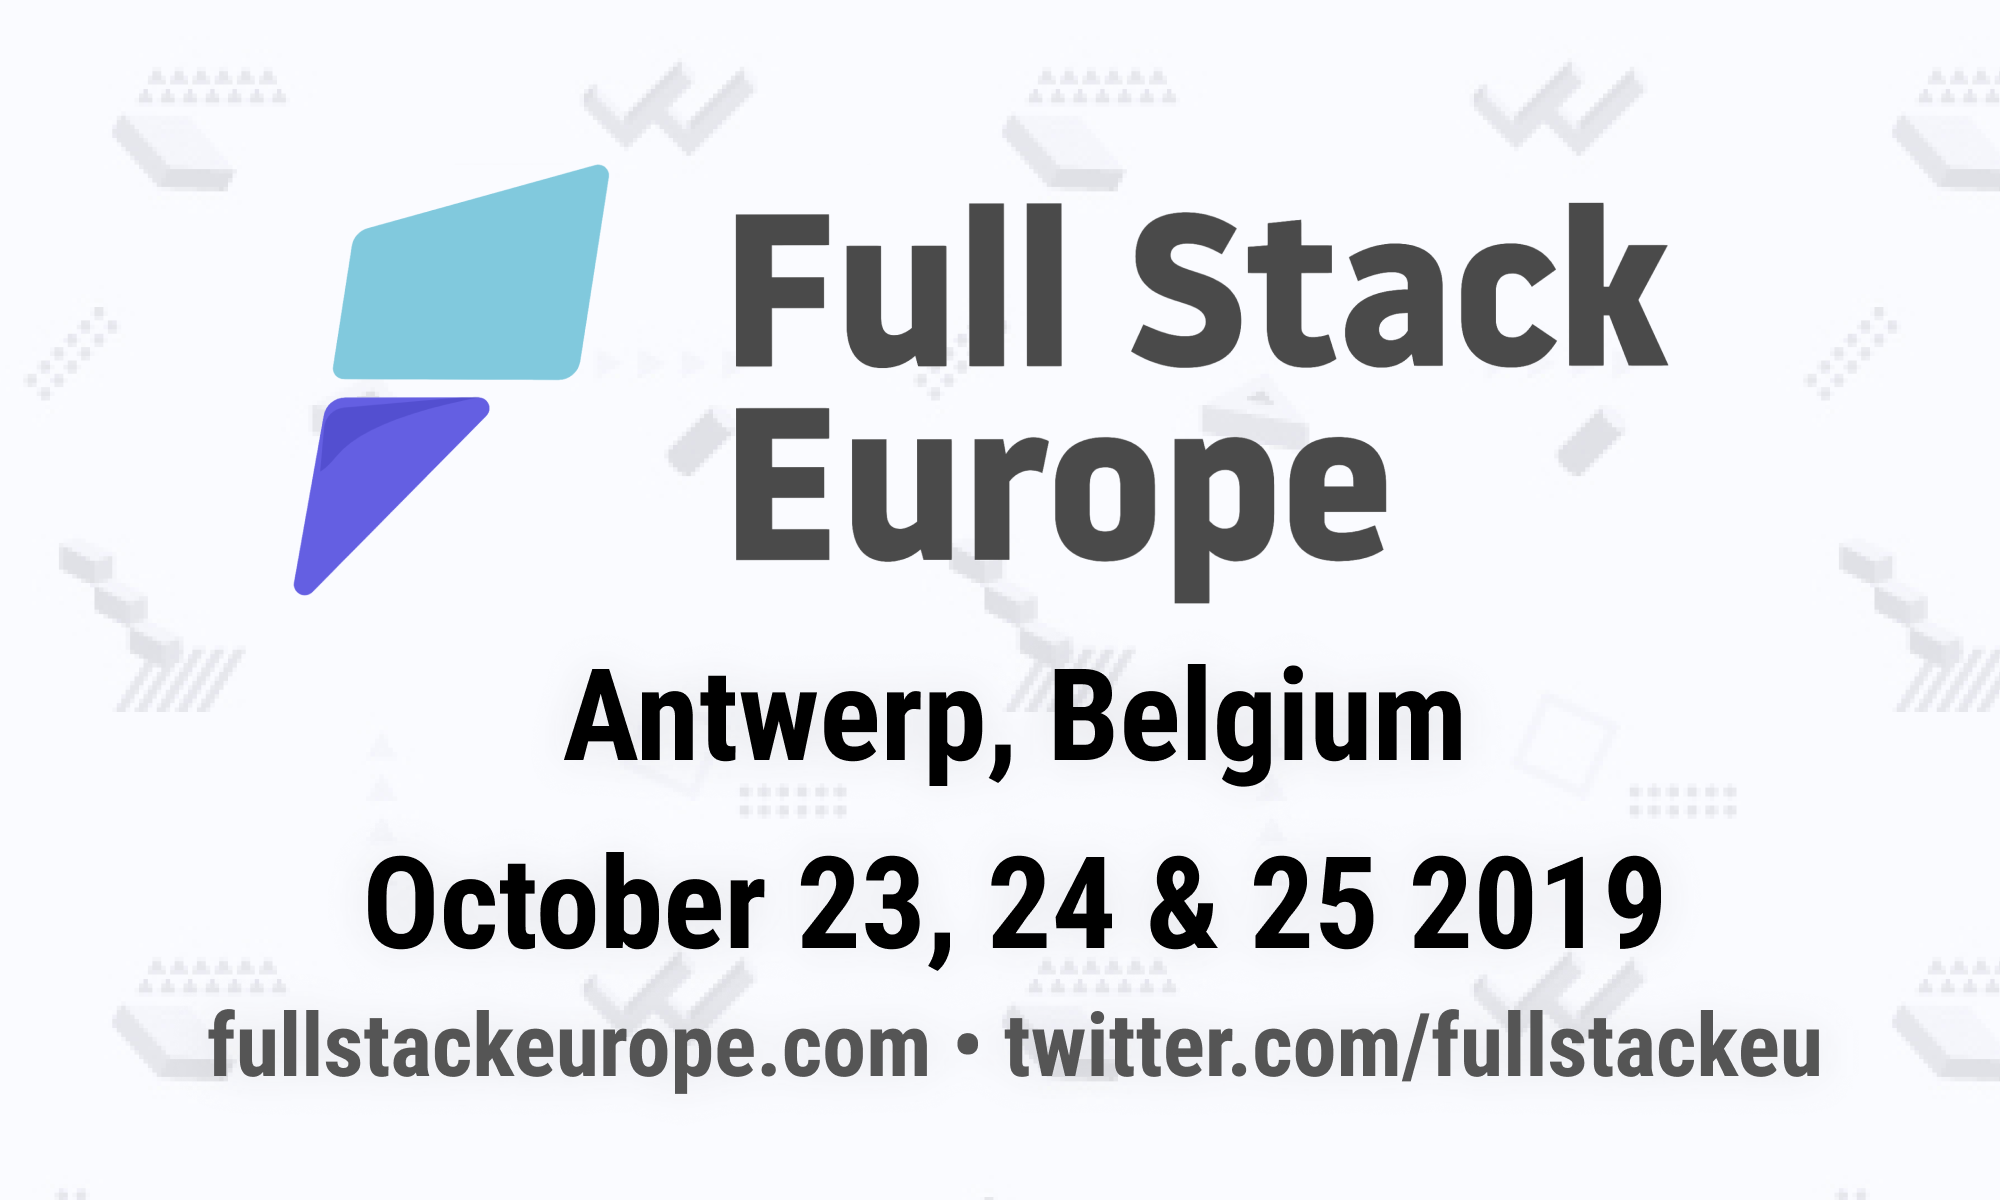 Full Stack
Europe
Antwerp, Belgium
October 23, 24 & 25 2019
fullstackeurope.com • twitter.com/fullstackeu